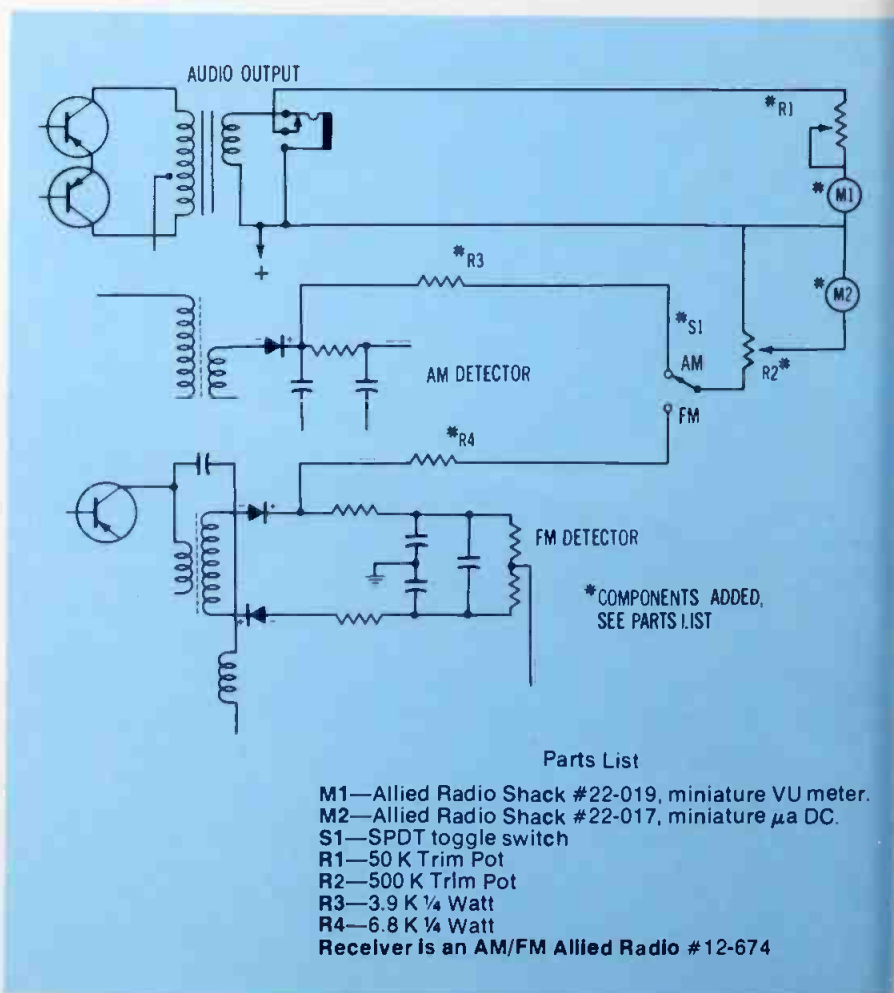 AUDIO OUTPUT
*R1
*M1
+
*R3
*M2
*S1
AM
R2*
AM DETECTOR
FM
*R4
FM DETECTOR
*COMPONENTS ADDED,
SEE PARTS LIST
Parts List
M1—Allied Radio Shack #22-019, miniature VU meter.
M2—Allied Radio Shack #22-017, miniature µa DC.
S1—SPDT toggle switch
R1—50 K Trim Pot
R2—500 K Trim Pot
R3—3.9 K ¼ Watt
R4—6.8 K ¼ Watt
Receiver is an AM/FM Allied Radio #12-674